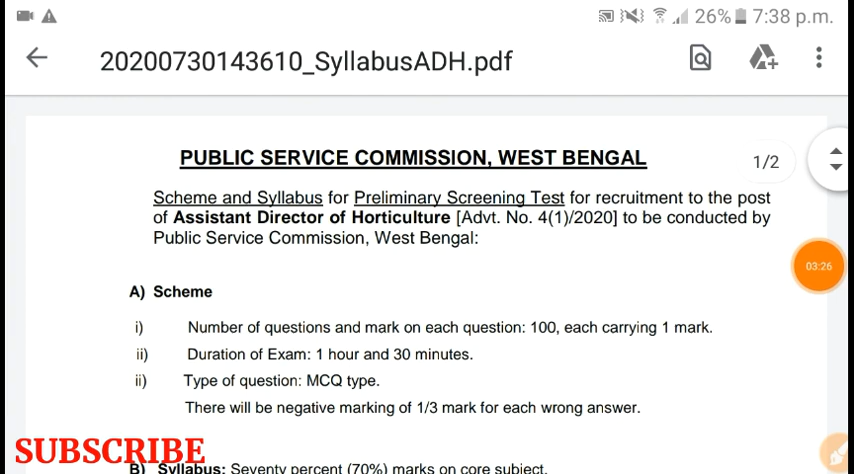 26% 7:38 p.m.
20200730143610_SyllabusADH.pdf
PUBLIC SERVICE COMMISSION, WEST BENGAL
1/2
Scheme and Syllabus for Preliminary Screening Test for recruitment to the post
of Assistant Director of Horticulture [Advt. No. 4(1)/2020] to be conducted by
Public Service Commission, West Bengal:
03:26
A) Scheme
i) Number of questions and mark on each question: 100, each carrying 1 mark.
ii) Duration of Exam: 1 hour and 30 minutes.
ii) Type of question: MCQ type.
There will be negative marking of 1/3 mark for each wrong answer.
SUBSCRIBE
B) Syllabus: Seventy percent (70%) marks on core subject.